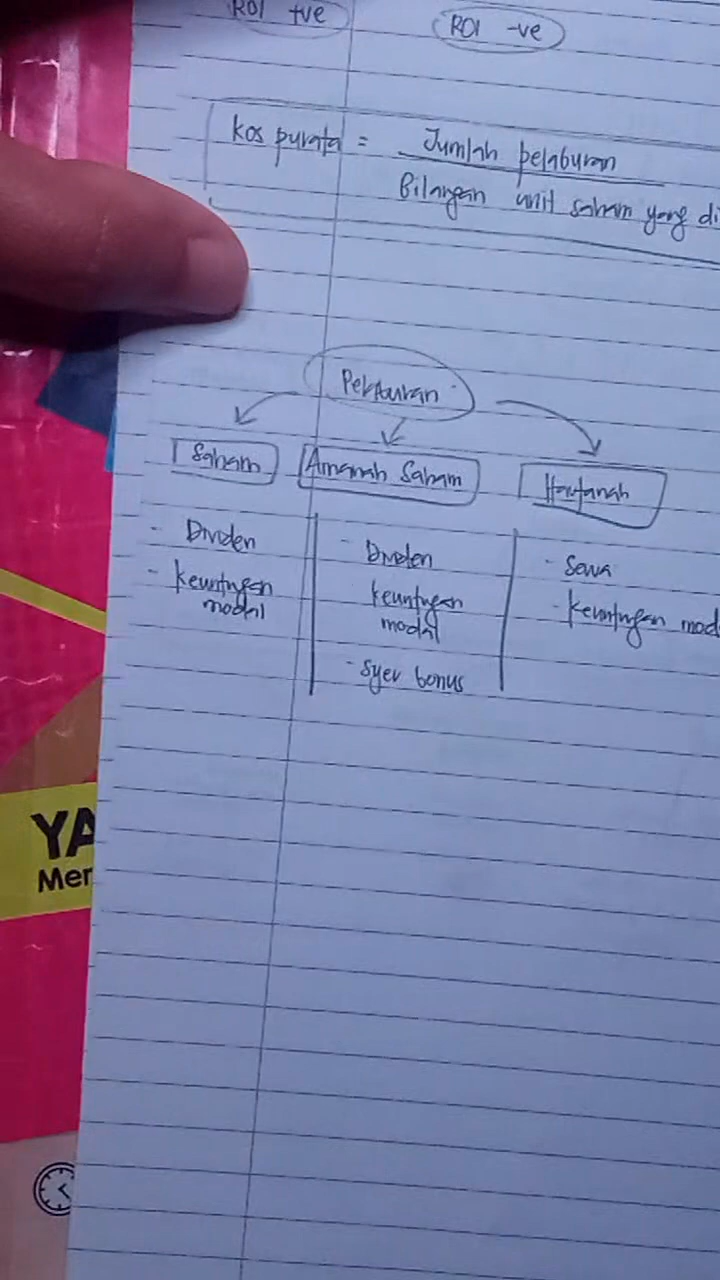 ROI +ve
ROI -ve
Kos purata = Jumlah pelaburan
Bilangan unit saham yang di
Pelaburan
Saham
Amanah Saham
Hartanah
- Dividen
- keuntungan
modal
- Dividen
keuntungan
modal
- Syer bonus
- Sewa
- keuntungan mod
YA
Mer